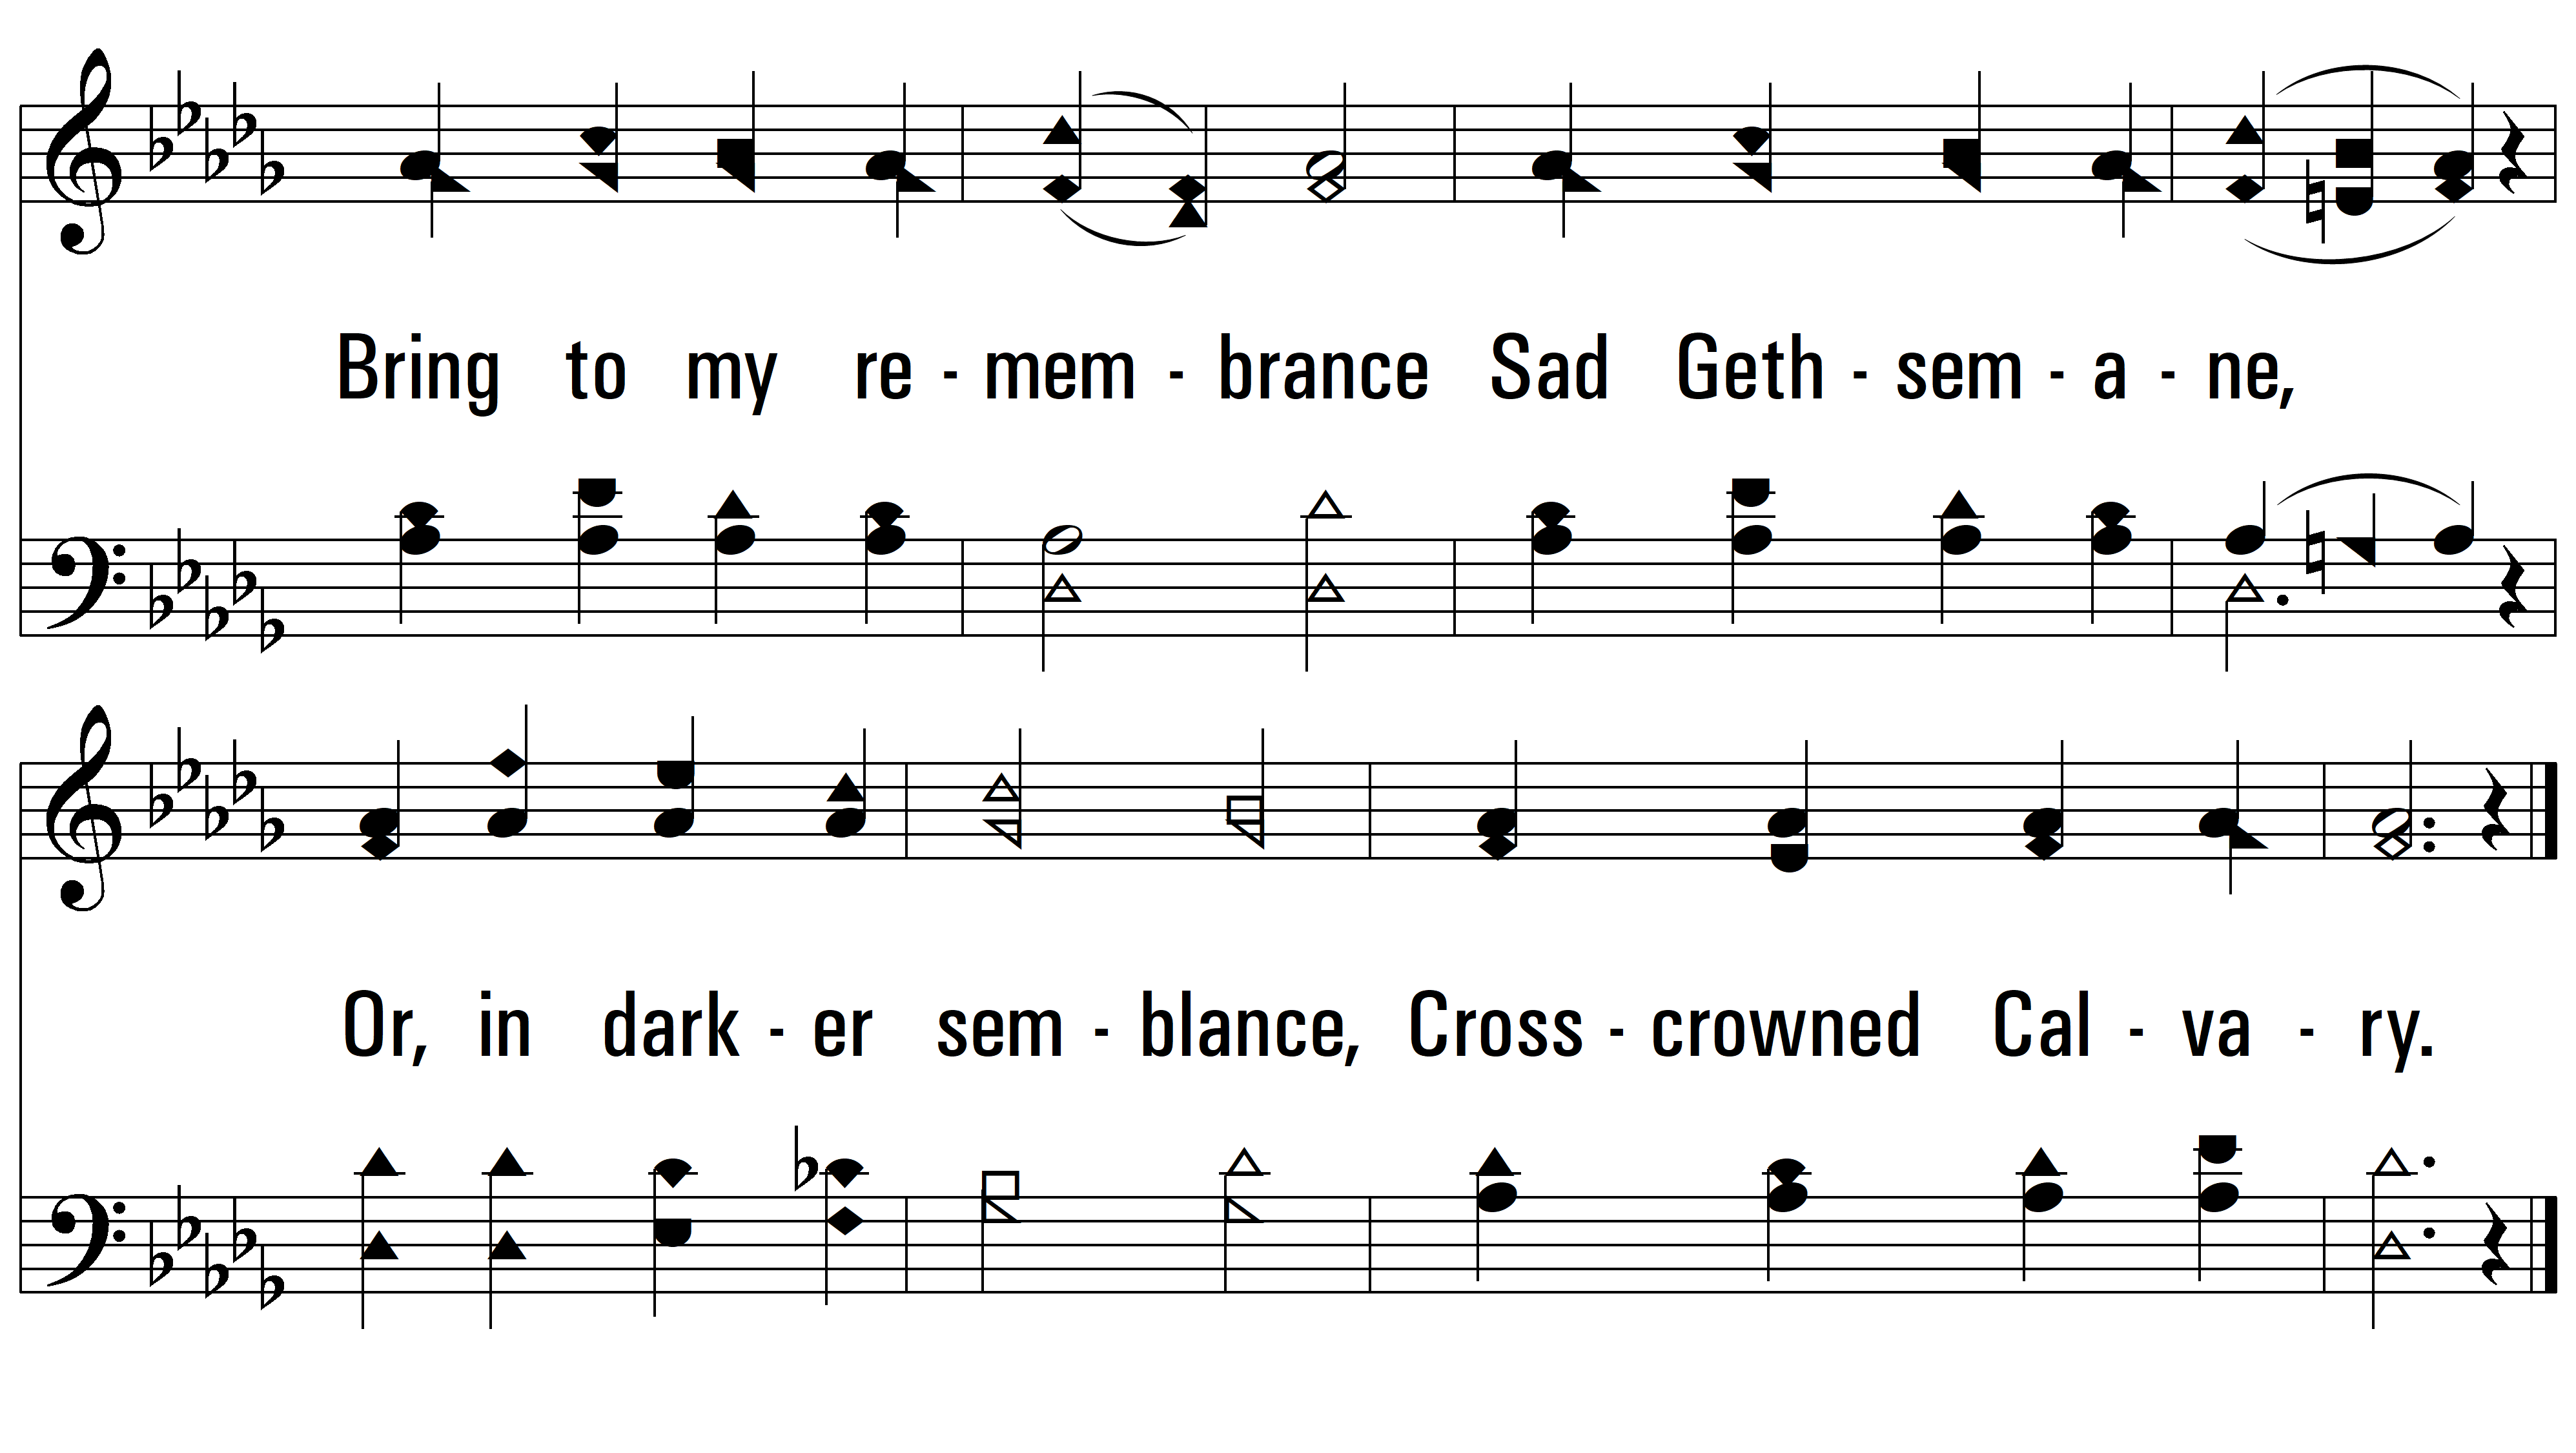 Bring to my re - mem - brance Sad Geth - sem - a - ne,
Or, in dark - er sem - blance, Cross - crowned Cal - va - ry.